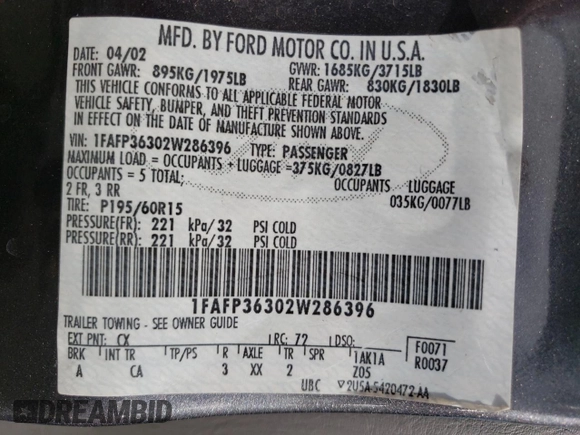 MFD. BY FORD MOTOR CO. IN U.S.A.
DATE: 04/02 GVWR: 1685KG/3715LB
FRONT GAWR: 895KG/1975LB REAR GAWR: 830KG/1830LB
THIS VEHICLE CONFORMS TO ALL APPLICABLE FEDERAL MOTOR
VEHICLE SAFETY, BUMPER, AND THEFT PREVENTION STANDARDS
IN EFFECT ON THE DATE OF MANUFACTURE SHOWN ABOVE.
VIN: 1FAFP36302W286396 TYPE: PASSENGER
MAXIMUM LOAD = OCCUPANTS + LUGGAGE =375KG/0827LB
OCCUPANTS = 5 TOTAL; OCCUPANTS LUGGAGE
2 FR, 3 RR 035KG/0077LB
TIRE: P195/60R15
PRESSURE(FR): 221 kPa/32 PSI COLD
PRESSURE(RR): 221 kPa/32 PSI COLD
1FAFP36302W286396
TRAILER TOWING - SEE OWNER GUIDE
EXT PNT: CX RC: 72 DSO: F0071
BRK INT TR TP/PS R AXLE TR SPR 1AK1A R0037
A CA 3 XX 2 Z05
UBC 2USA-5420472-AA
DREAMBID